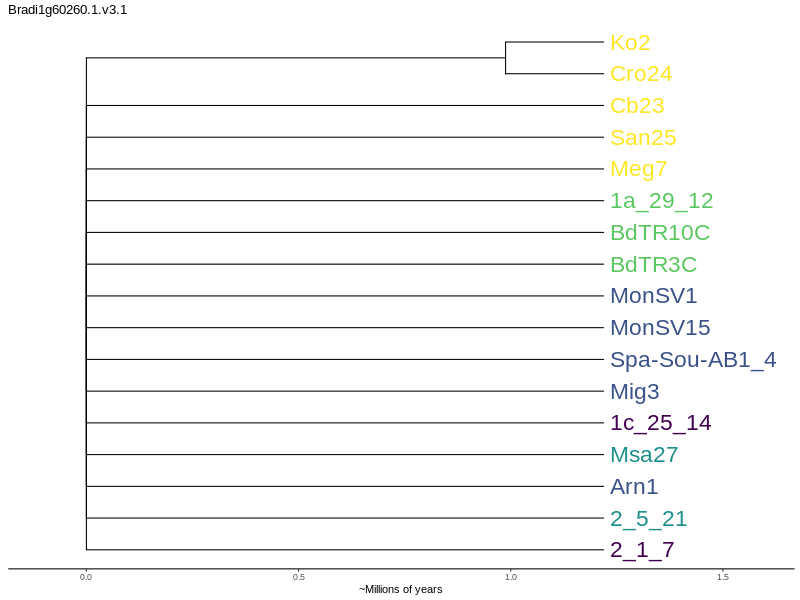 Bradi1g60260.1.v3.1
Ko2
Cro24
Cb23
San25
Meg7
1a_29_12
BdTR10C
BdTR3C
MonSV1
MonSV15
Spa-Sou-AB1_4
Mig3
1c_25_14
Msa27
Arn1
2_5_21
2_1_7
0.0 0.5 1.0 1.5
~Millions of years